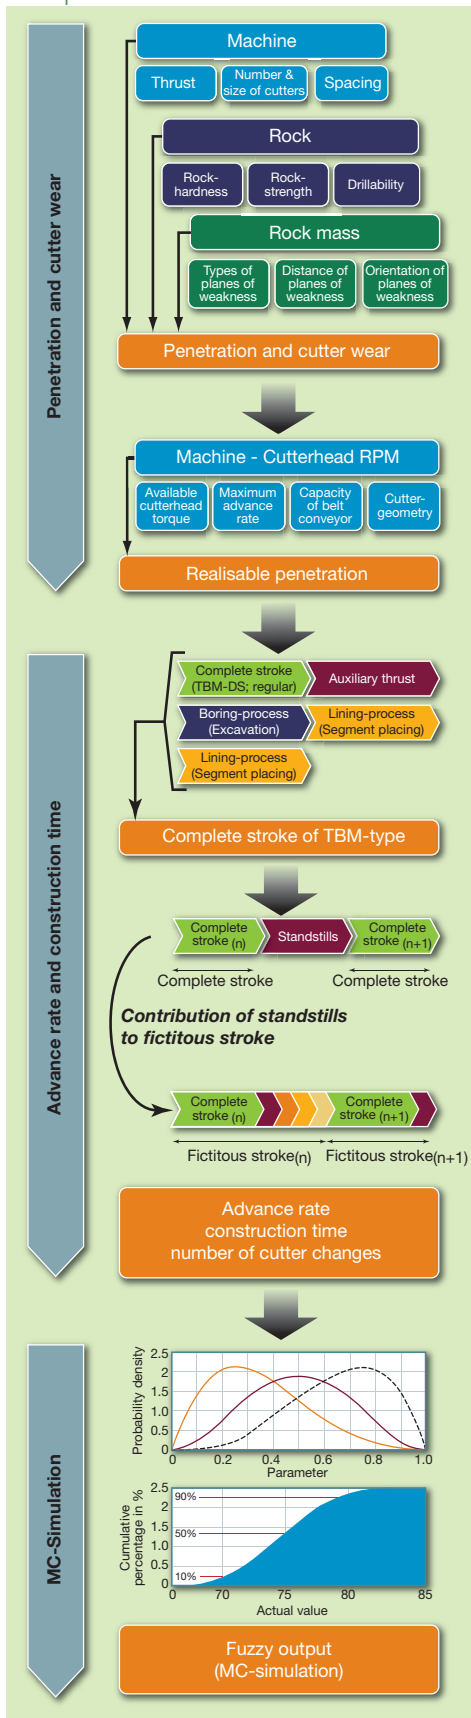 Penetration and cutter wear
Machine
Thrust
Number &
size of cutters
Spacing
Rock
Rock-
hardness
Rock-
strength
Drillability
Rock mass
Types of
planes of
weakness
Distance of
planes of
weakness
Orientation of
planes of
weakness
Penetration and cutter wear
Machine - Cutterhead RPM
Available
cutterhead
torque
Maximum
advance
rate
Capacity
of belt
conveyor
Cutter-
geometry
Realisable penetration
Advance rate and construction time
Complete stroke
(TBM-DS; regular)
Auxiliary thrust
Boring-process
(Excavation)
Lining-process
(Segment placing)
Lining-process
(Segment placing)
Complete stroke of TBM-type
Complete
stroke (n)
Standstills
Complete
stroke (n+1)
Complete stroke
Complete stroke
Contribution of standstills
to fictitous stroke
Complete
stroke (n)
Complete
stroke (n+1)
Fictitous stroke(n)
Fictitous stroke(n+1)
Advance rate
construction time
number of cutter changes
MC-Simulation
Probability density
2.5
2
1.5
1.0
0.5
0
0 0.2 0.4 0.6 0.8 1.0
Parameter
Cumulative
percentage in %
2.5
2
1.5
1.0
0.5
0
90%
50%
10%
0 70 75 80 85
Actual value
Fuzzy output
(MC-simulation)